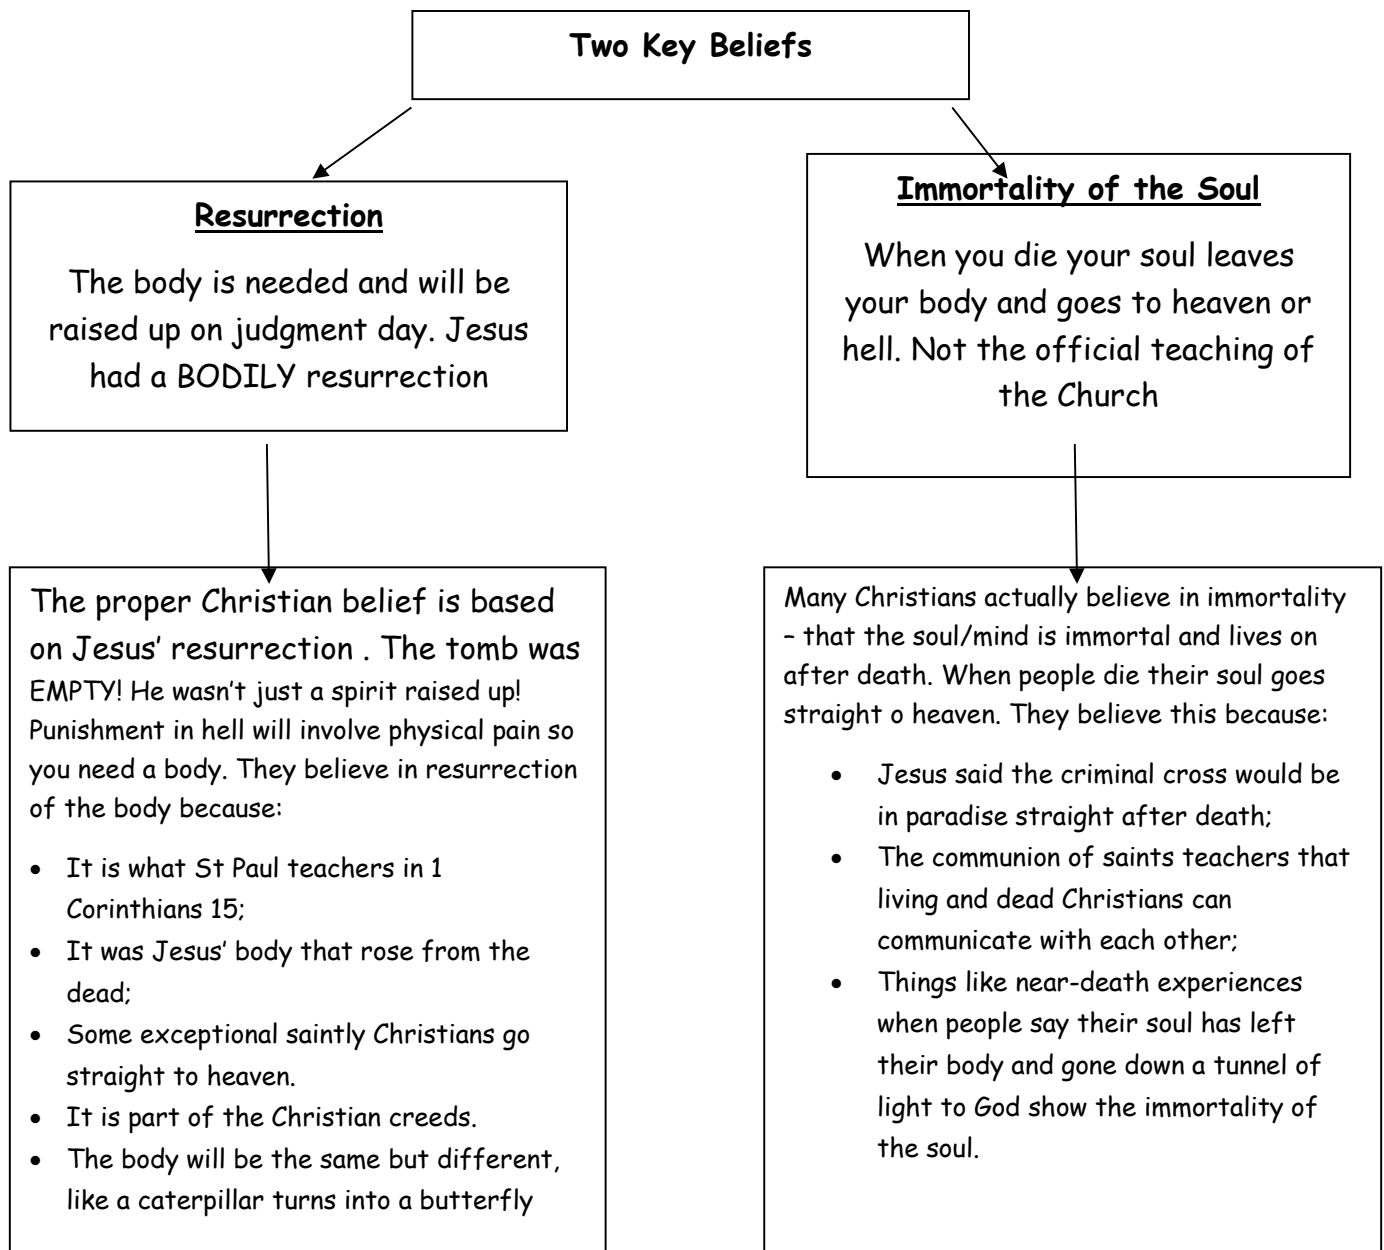 Two Key Beliefs
Resurrection
The body is needed and will be
raised up on judgment day. Jesus
had a BODILY resurrection
Immortality of the Soul
When you die your soul leaves
your body and goes to heaven or
hell. Not the official teaching of
the Church
The proper Christian belief is based
on Jesus’ resurrection . The tomb was
EMPTY! He wasn’t just a spirit raised up!
Punishment in hell will involve physical pain so
you need a body. They believe in resurrection
of the body because:
• It is what St Paul teachers in 1
Corinthians 15;
• It was Jesus’ body that rose from the
dead;
• Some exceptional saintly Christians go
straight to heaven.
• It is part of the Christian creeds.
• The body will be the same but different,
like a caterpillar turns into a butterfly
Many Christians actually believe in immortality
– that the soul/mind is immortal and lives on
after death. When people die their soul goes
straight o heaven. They believe this because:
• Jesus said the criminal cross would be
in paradise straight after death;
• The communion of saints teachers that
living and dead Christians can
communicate with each other;
• Things like near-death experiences
when people say their soul has left
their body and gone down a tunnel of
light to God show the immortality of
the soul.